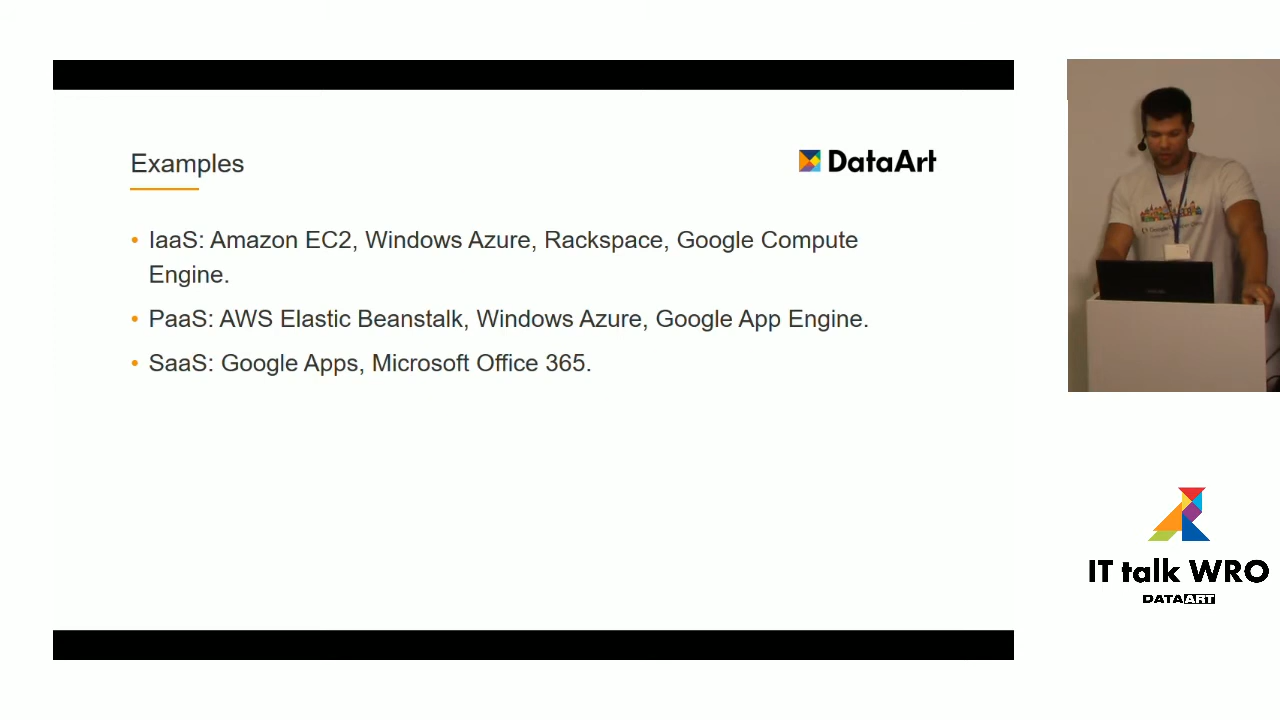 Examples
DataArt
• IaaS: Amazon EC2, Windows Azure, Rackspace, Google Compute
Engine.
• PaaS: AWS Elastic Beanstalk, Windows Azure, Google App Engine.
• SaaS: Google Apps, Microsoft Office 365.
IT talk WRO
DATAART